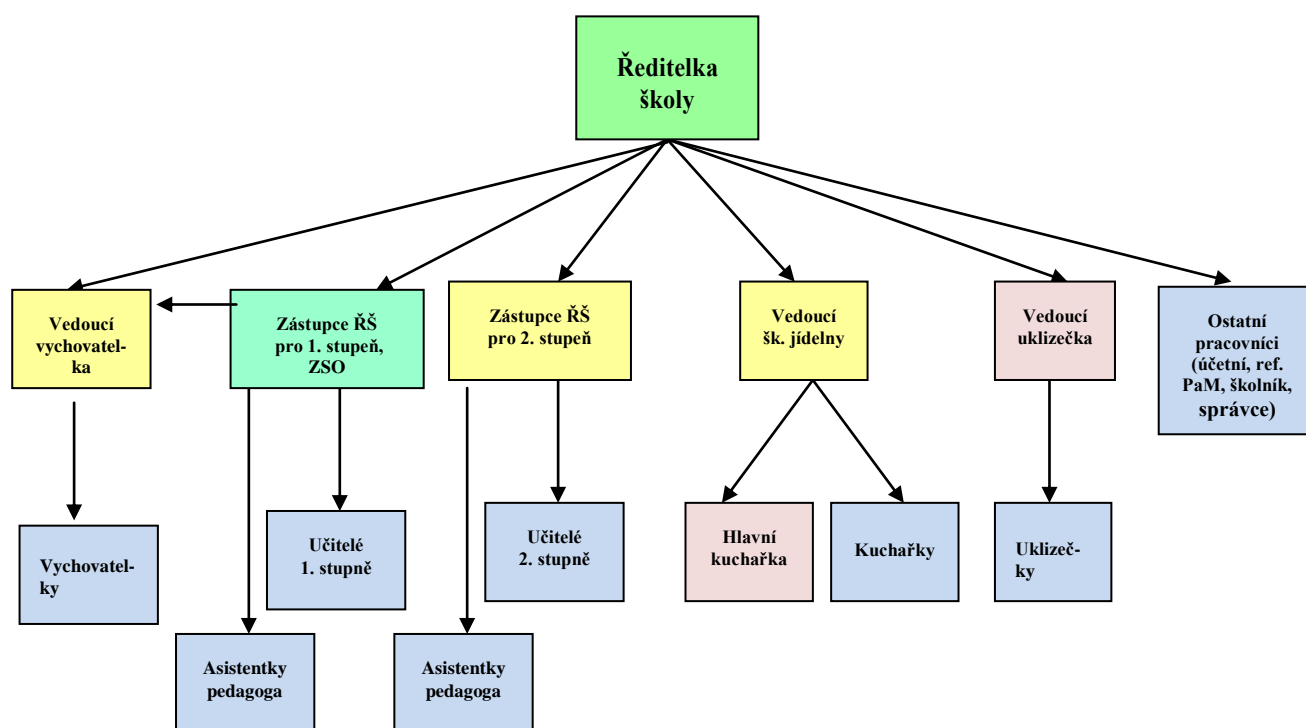 Ředitelka
školy
Vedoucí
vychovatel-
ka
Zástupce ŘŠ
pro 1. stupeň,
ZSO
Zástupce ŘŠ
pro 2. stupeň
Vedoucí
šk. jídelny
Vedoucí
uklizečka
Ostatní
pracovníci
(účetní, ref.
PaM, školník,
správce)
Vychovatel-
ky
Učitelé
1. stupně
Učitelé
2. stupně
Hlavní
kuchařka
Kuchařky
Uklizeč-
ky
Asistentky
pedagoga
Asistentky
pedagoga